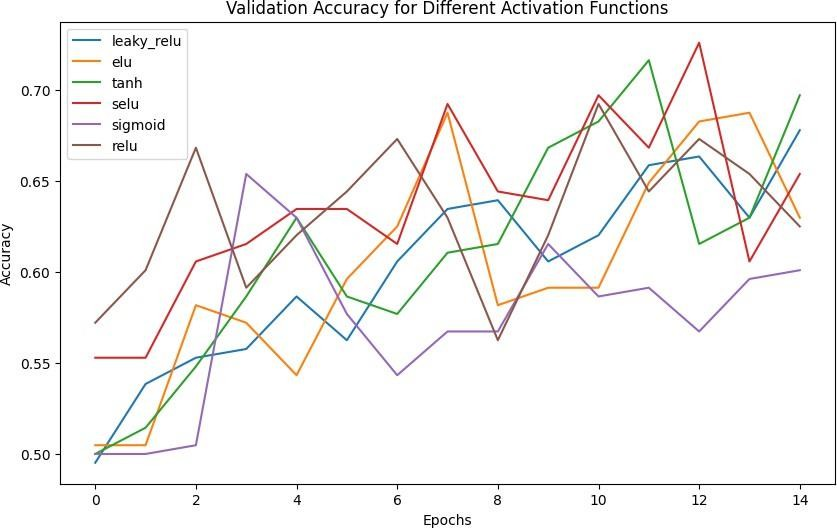 Validation Accuracy for Different Activation Functions
leaky_relu
elu
tanh
selu
sigmoid
relu
0.70
0.65
0.60
0.55
0.50
Accuracy
0 2 4 6 8 10 12 14
Epochs